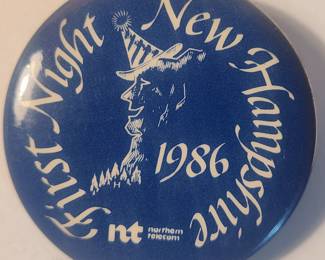 First Night New Hampshire
1986
nt northern
telecom